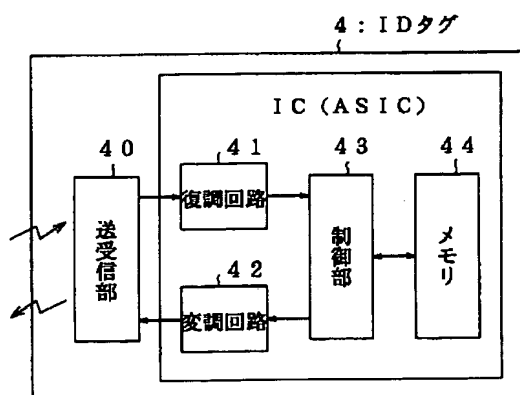 4：IDタグ
IC（ASIC）
40
41
43
44
復調回路
送受信部
制御部
メモリ
42
変調回路